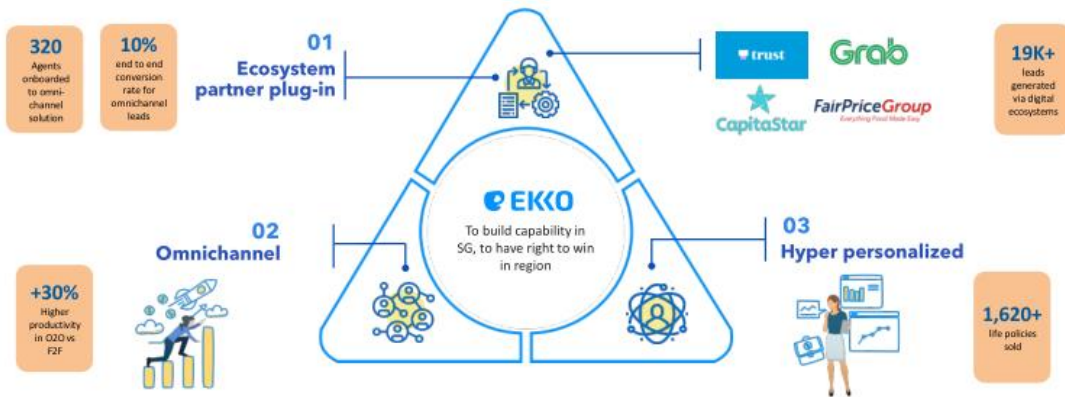 320
Agents
onboarded
to omni-
channel
solution
10%
end to end
conversion
rate for
omnichannel
leads
01
Ecosystem
partner plug-in
trust
Grab
CapitaStar
FairPriceGroup
Everything Food Made Easy
19K+
leads
generated
via digital
ecosystems
EKKO
To build capability in
SG, to have right to win
in region
02
Omnichannel
+30%
Higher
productivity
in O2O vs
F2F
03
Hyper personalized
1,620+
life policies
sold